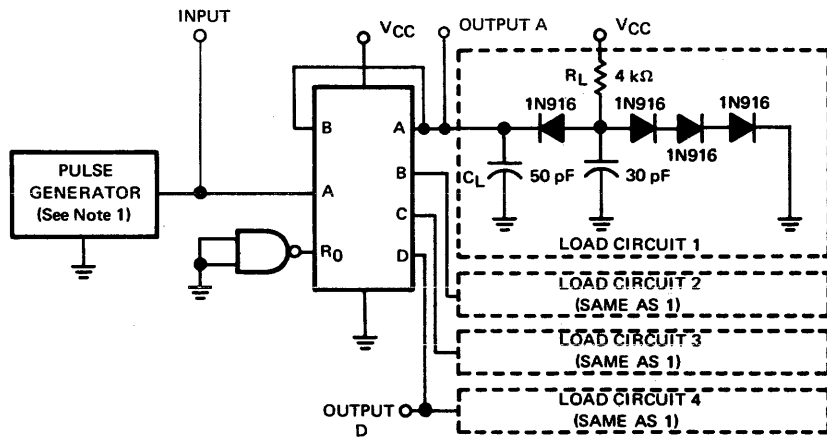 INPUT
VCC
OUTPUT A
VCC
RL 4 kΩ
1N916
1N916
1N916
1N916
B
A
PULSE
GENERATOR
(See Note 1)
A
B
CL
50 pF
30 pF
C
R0
D
LOAD CIRCUIT 1
LOAD CIRCUIT 2
(SAME AS 1)
LOAD CIRCUIT 3
(SAME AS 1)
OUTPUT
D
LOAD CIRCUIT 4
(SAME AS 1)